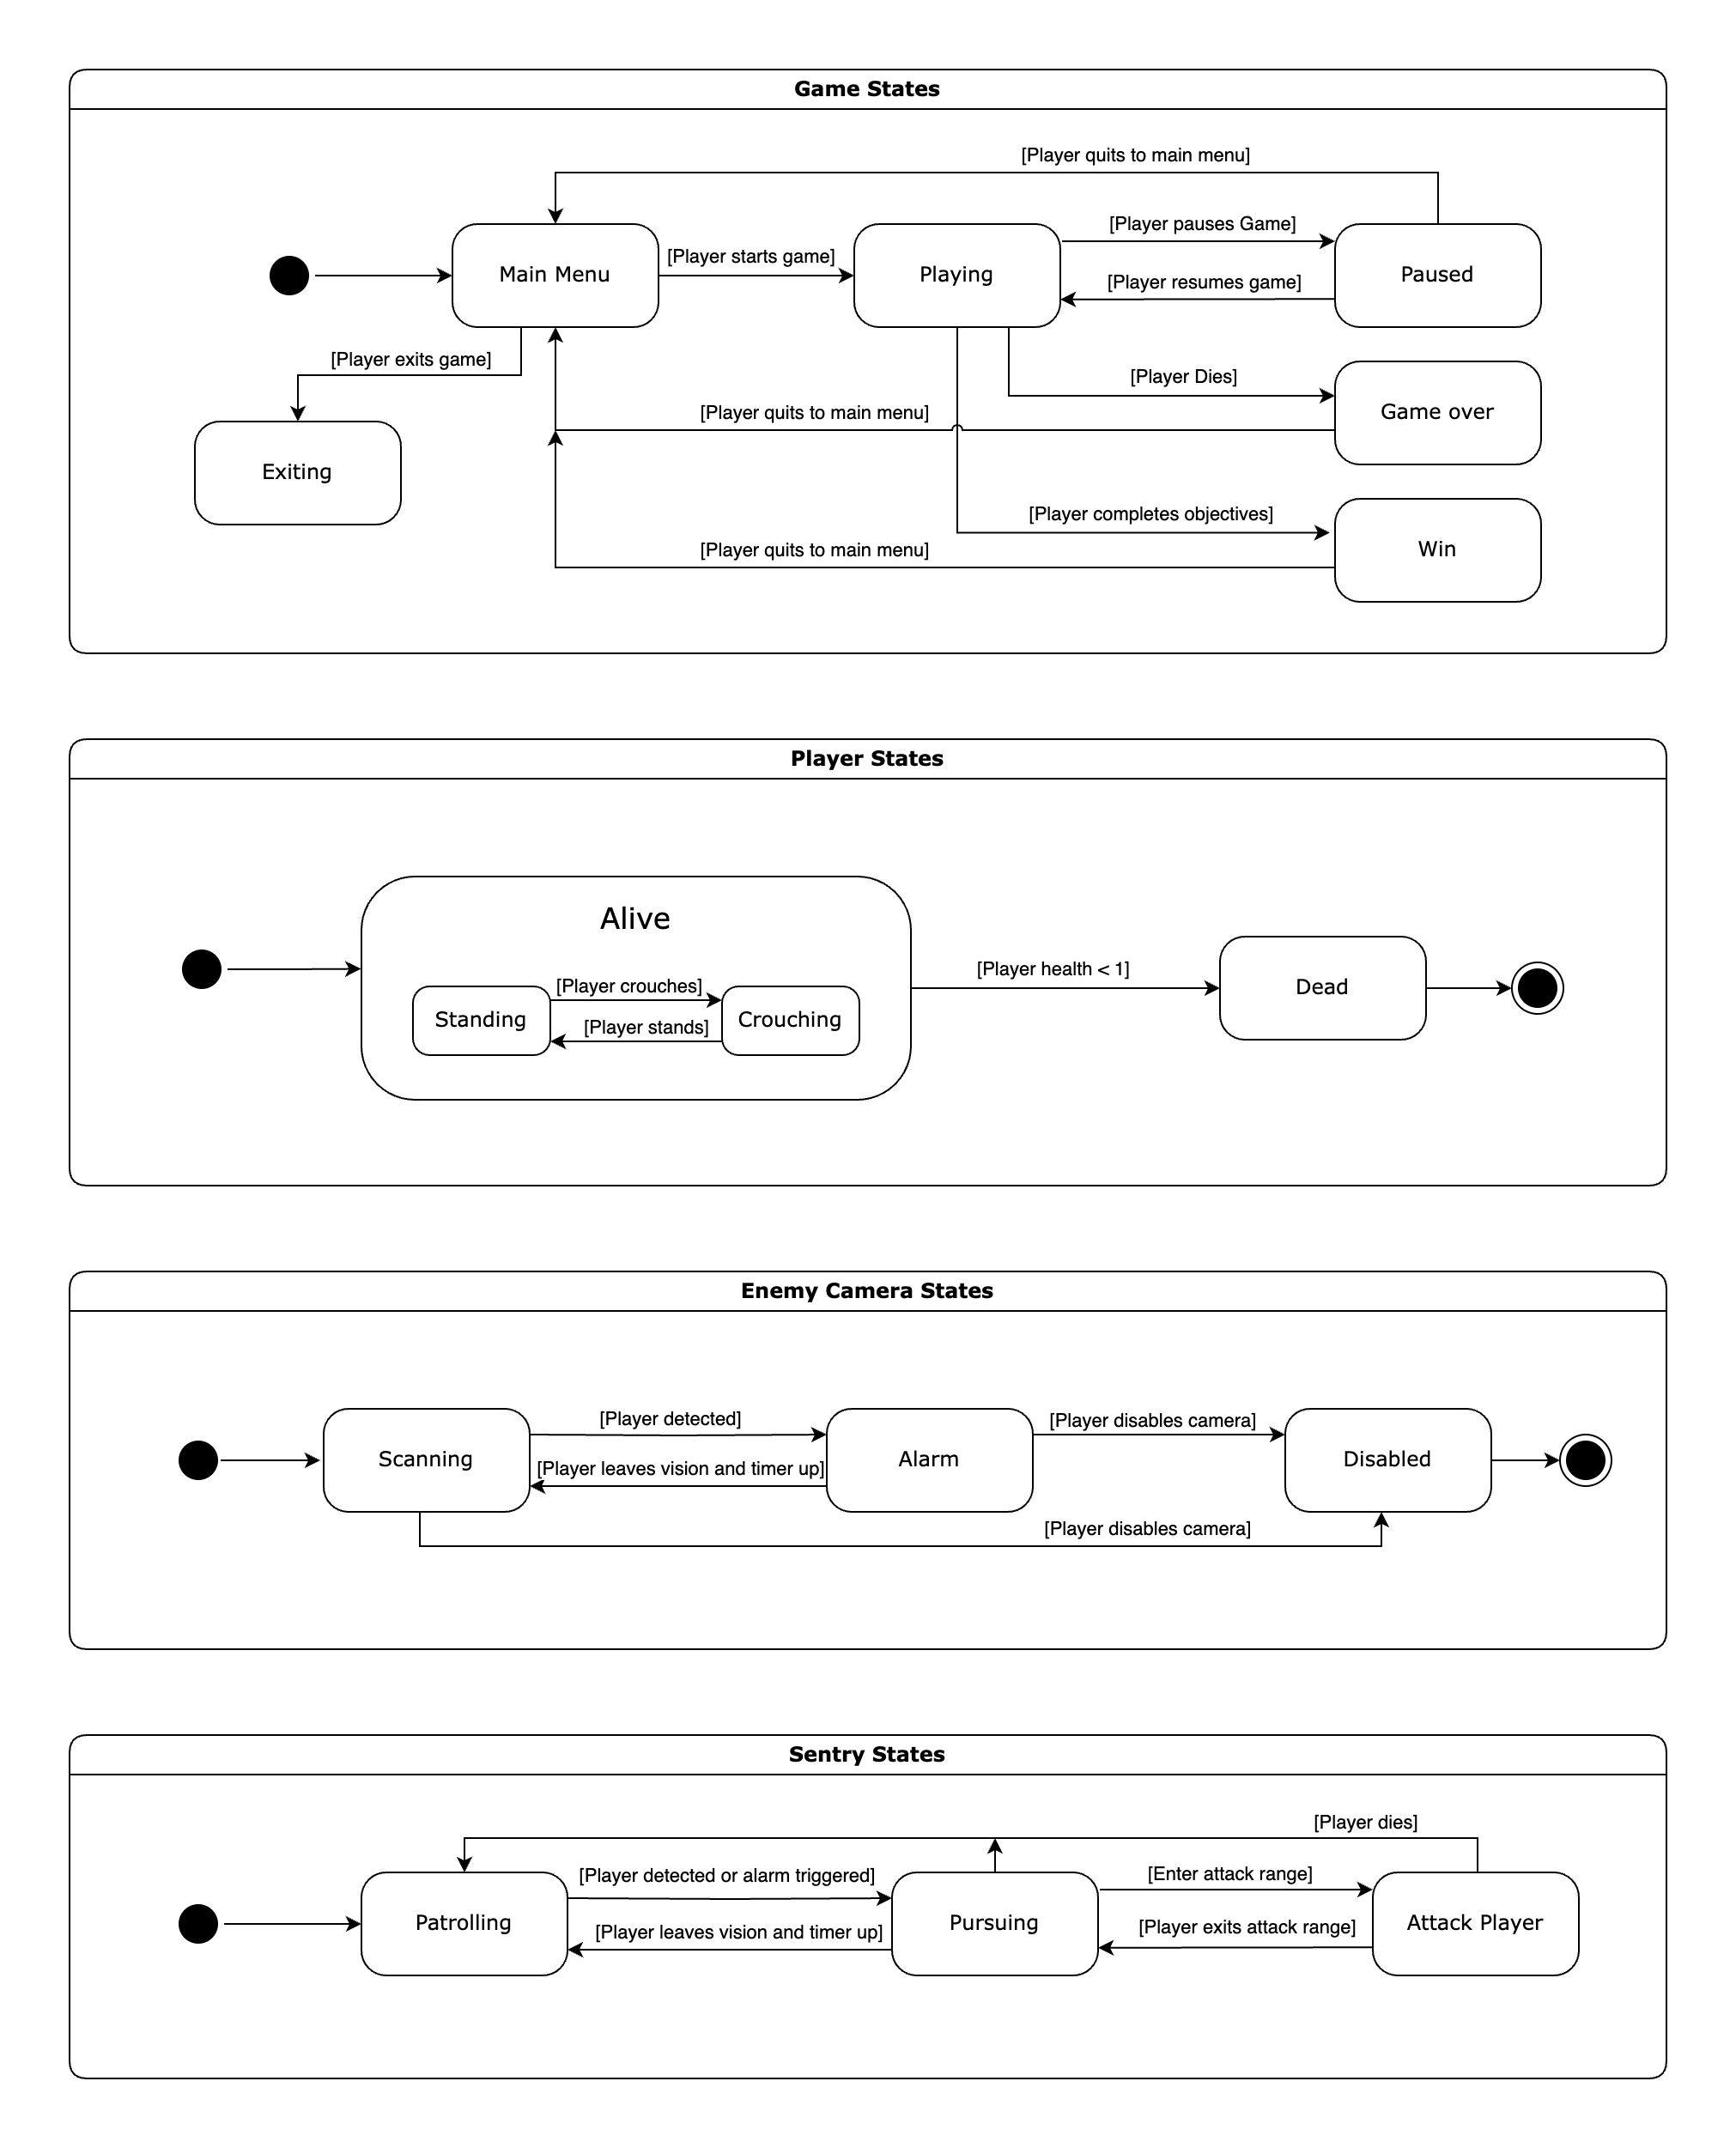 Game States
[Player quits to main menu]
[Player pauses Game]
[Player starts game]
Main Menu
Playing
Paused
[Player resumes game]
[Player exits game]
[Player Dies]
[Player quits to main menu]
Game over
Exiting
[Player completes objectives]
[Player quits to main menu]
Win
Player States
Alive
[Player health < 1]
[Player crouches]
Dead
Standing
Crouching
[Player stands]
Enemy Camera States
[Player detected]
[Player disables camera]
Scanning
Alarm
Disabled
[Player leaves vision and timer up]
[Player disables camera]
Sentry States
[Player dies]
[Player detected or alarm triggered]
[Enter attack range]
Patrolling
Pursuing
Attack Player
[Player leaves vision and timer up]
[Player exits attack range]